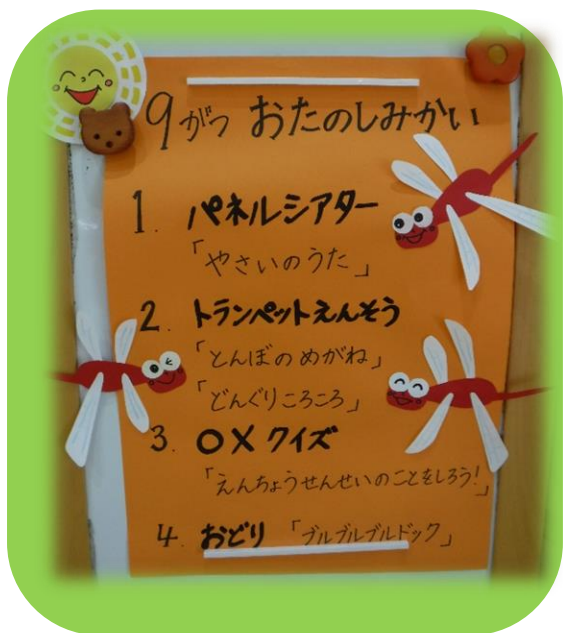 9がつ おたのしみかい
1. パネルシアター
「やさいのうた」
2. トランペットえんそう
「とんぼのめがね」
「どんぐりころころ」
3. ○×クイズ
「えんちょうせんせいのことをしろう!」
4. おどり 「ブルブルブルドック」